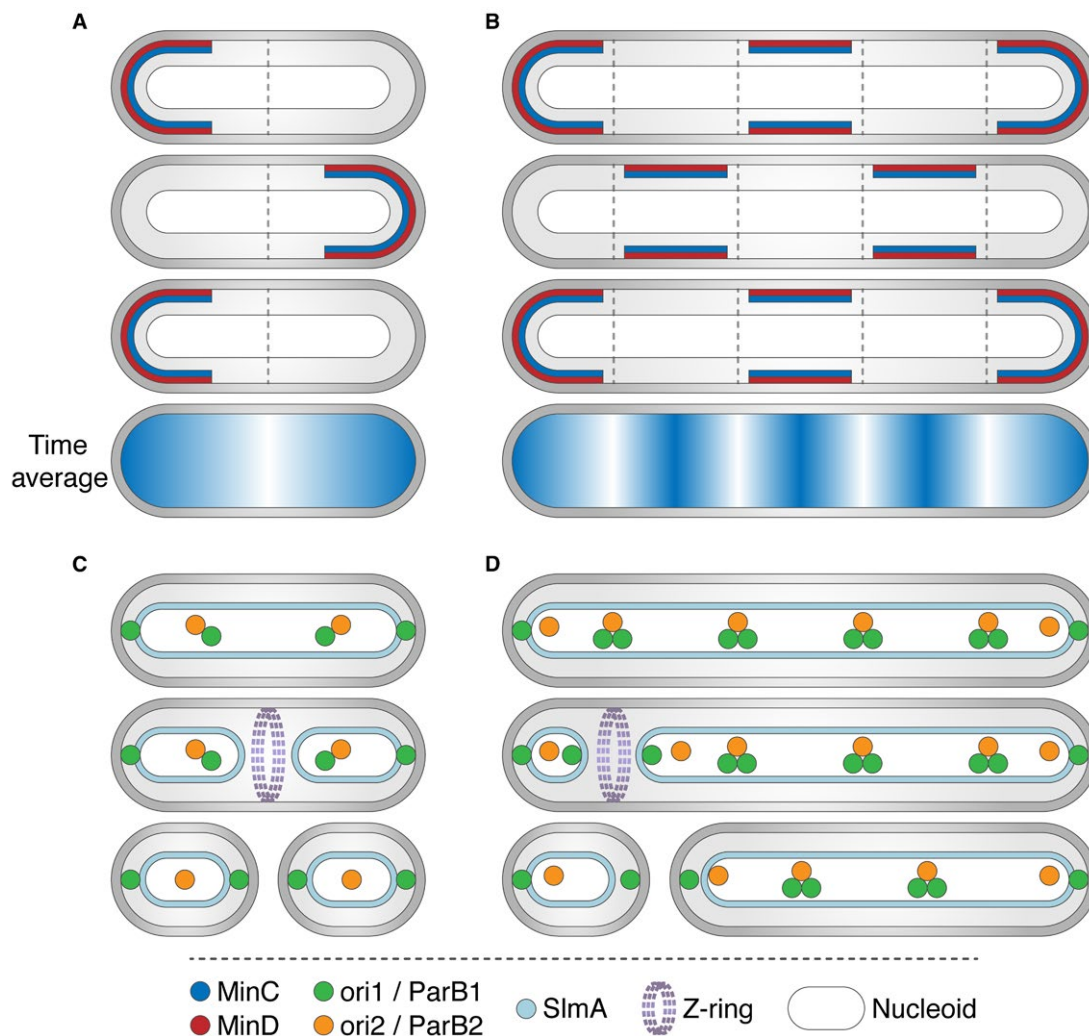 A
B
Time
average
C
D
MinC
ori1 / ParB1
SlmA
Z-ring
Nucleoid
MinD
ori2 / ParB2